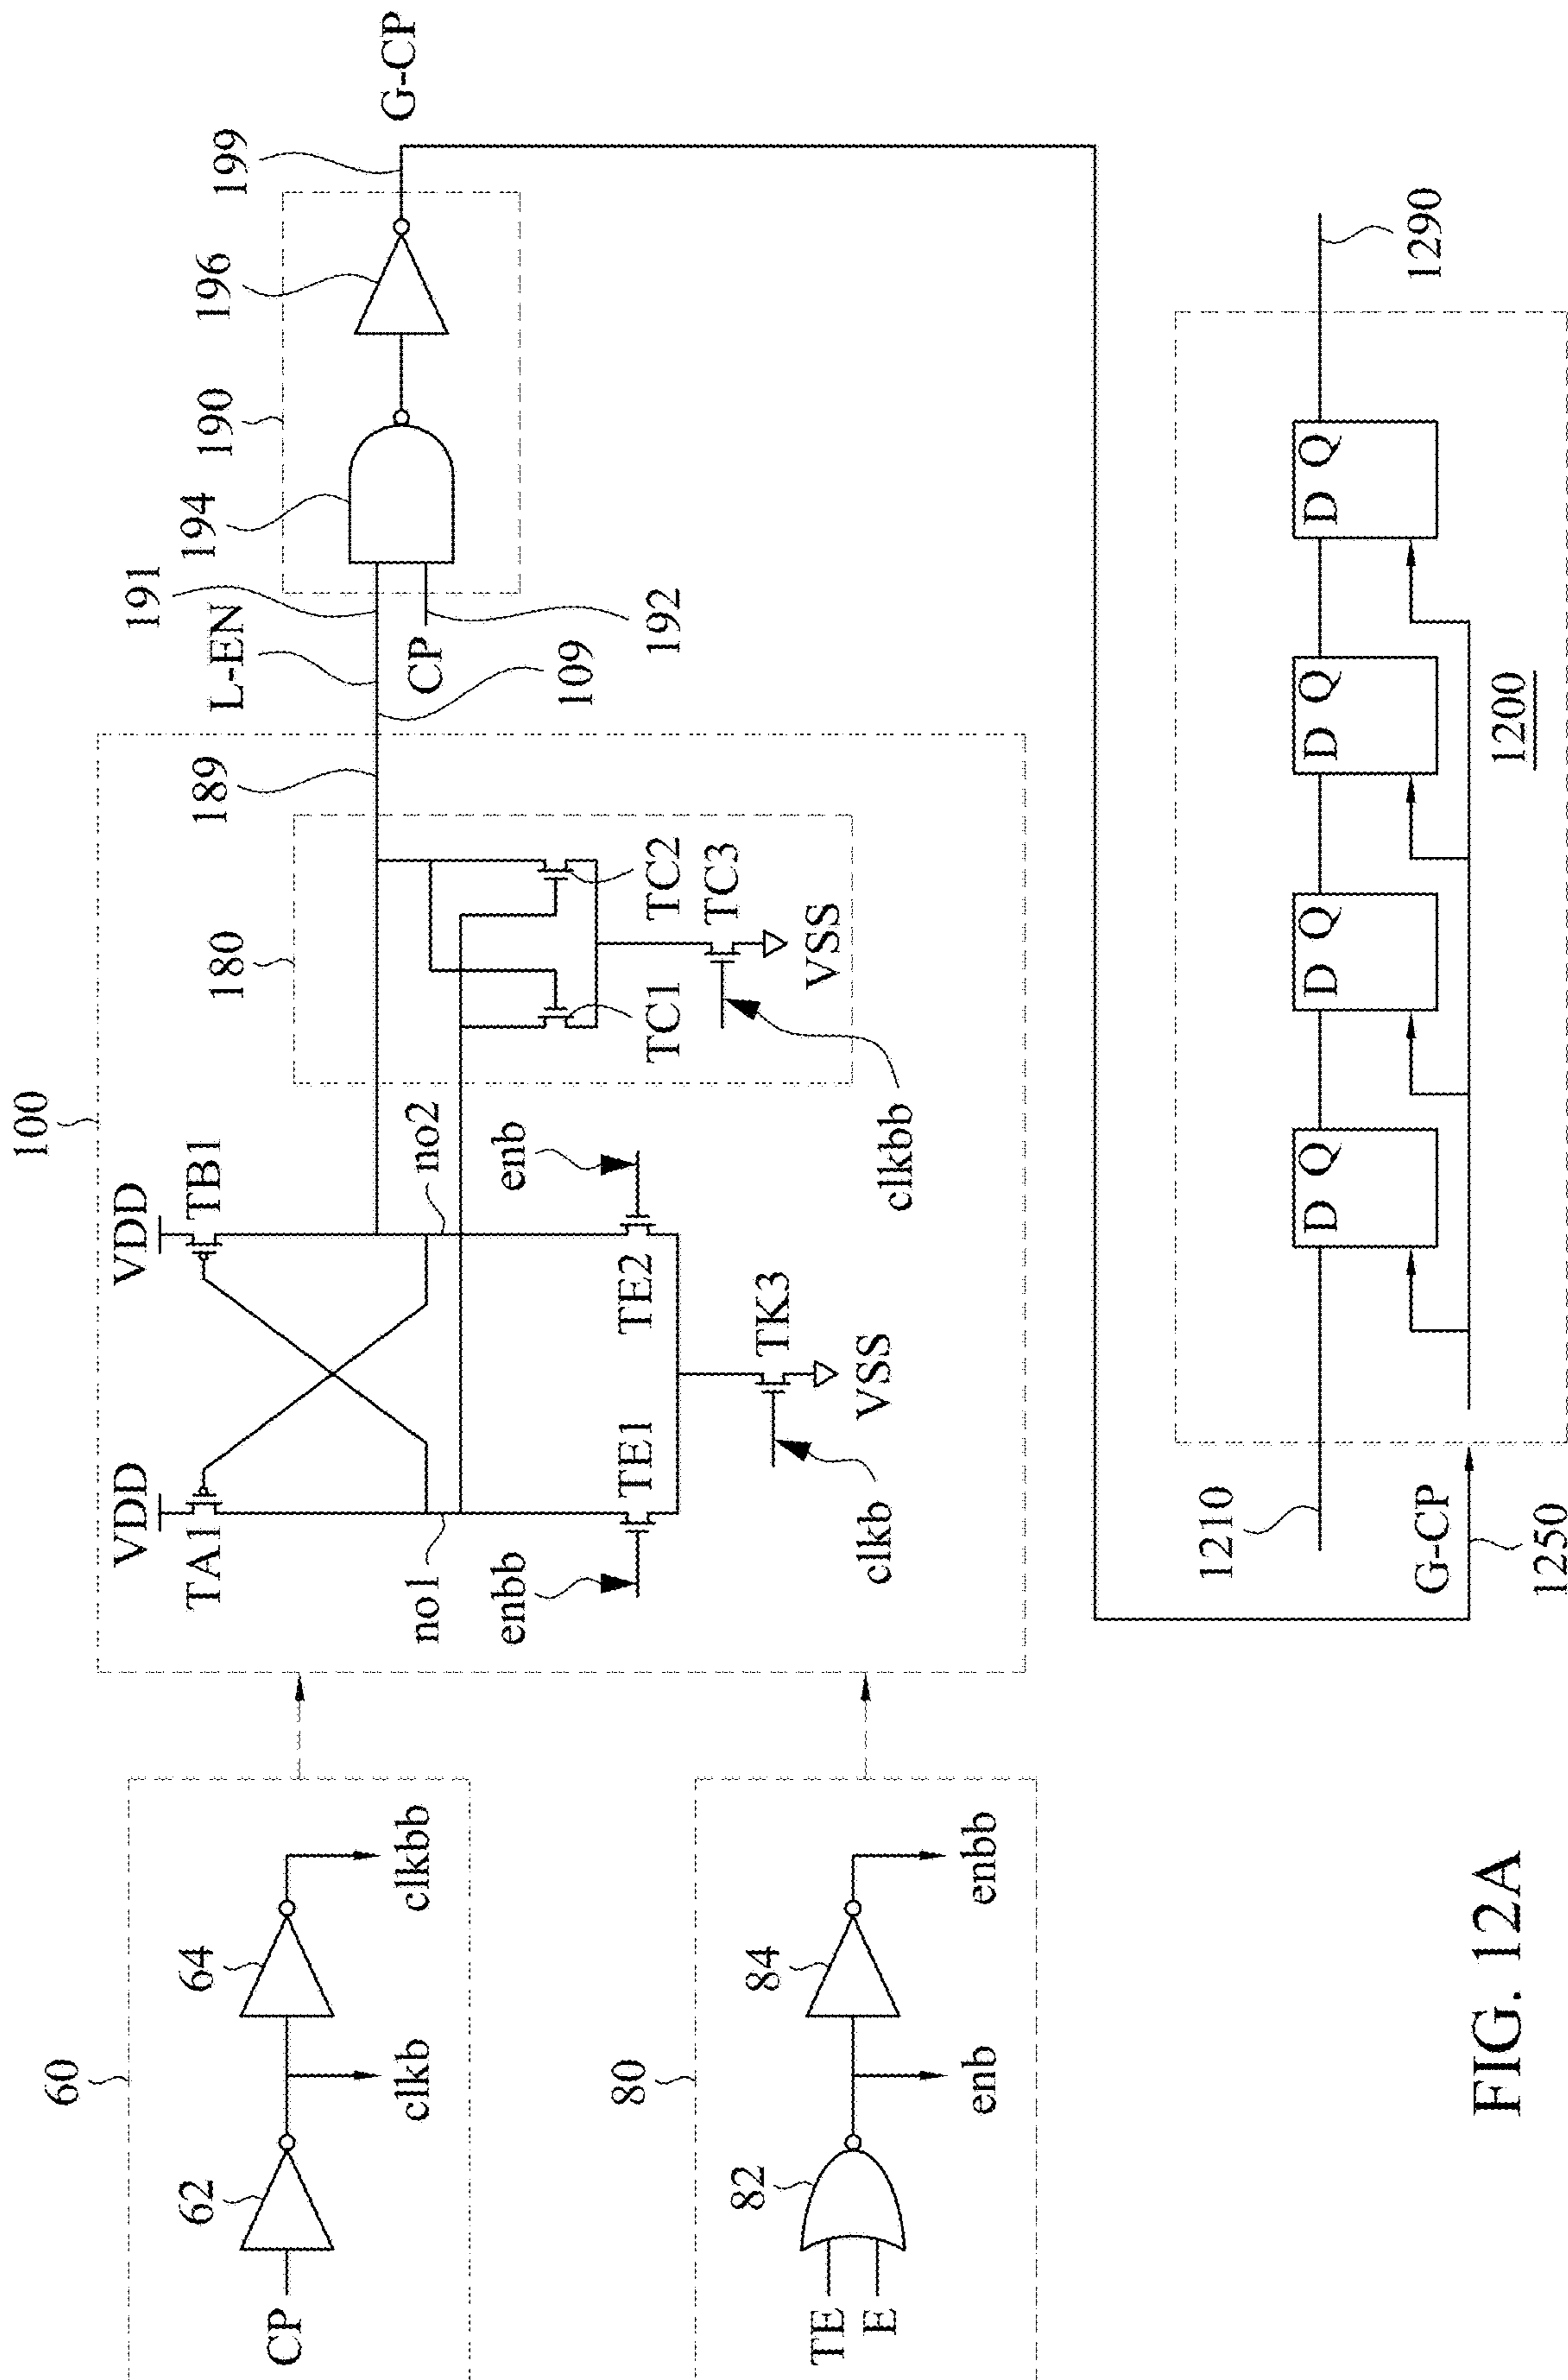 60
CP
62
64
clkb
clkbb
80
TE
E
82
84
enb
enbb
100
VDD
VDD
TA1
TB1
no1
no2
enbb
TE1
TE2
enb
TK3
clkb
VSS
180
189
TC1
TC2
TC3
VSS
clkbb
L-EN
191
CP
109
192
194
190
196
199
G-CP
1210
G-CP
1250
D Q
D Q
D Q
D Q
1200
1290
FIG. 12A